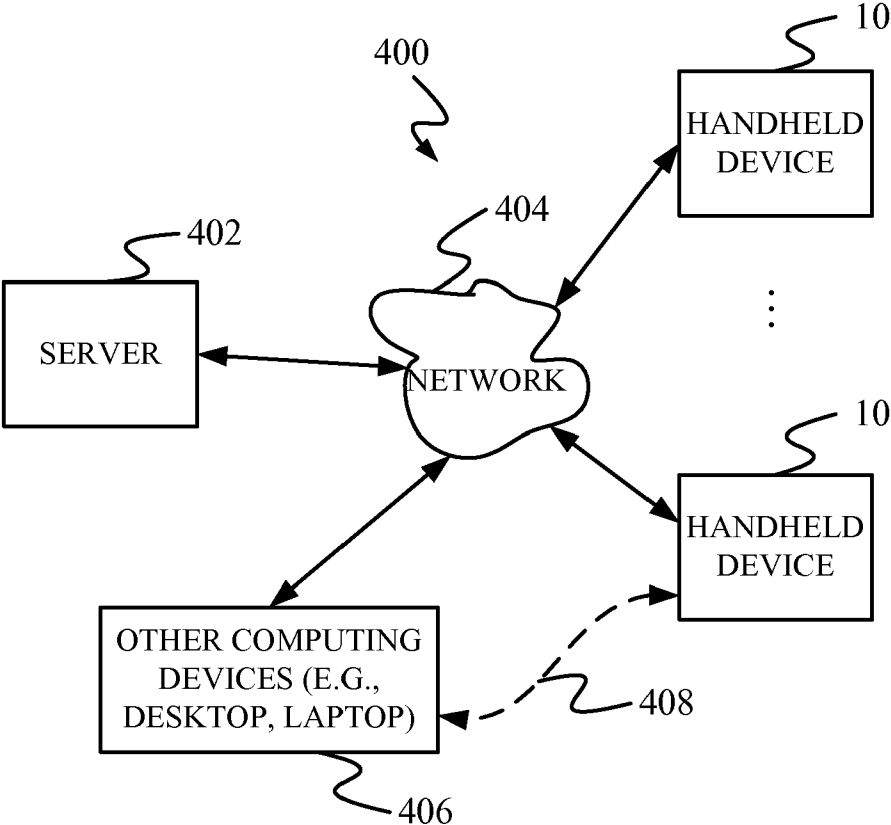 10
400
HANDHELD
DEVICE
404
402
SERVER
NETWORK
10
HANDHELD
DEVICE
OTHER COMPUTING
DEVICES (E.G.,
DESKTOP, LAPTOP)
408
406